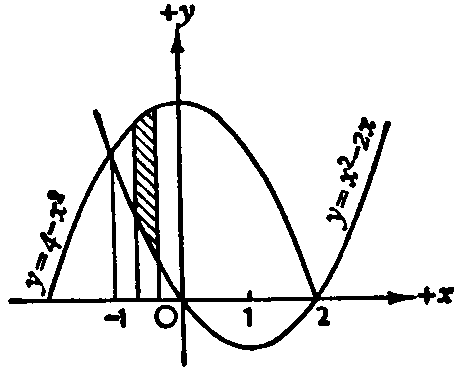 +y
y=4-x²
y=x²-2x
-1
O
1
2
+x